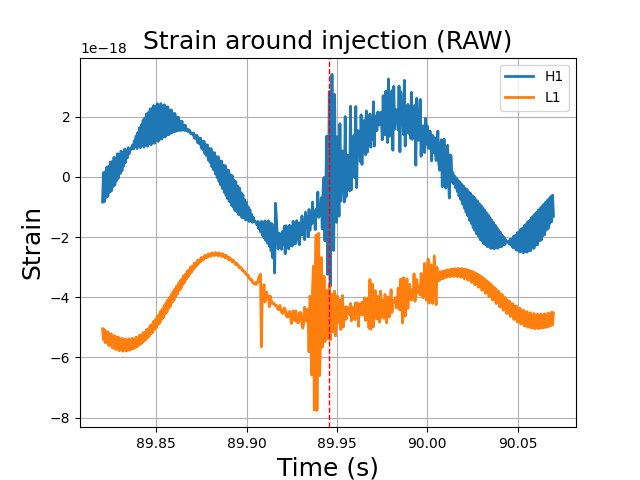 Strain around injection (RAW)
1e−18
H1
L1
2
0
−2
−4
−6
−8
Strain
89.85 89.90 89.95 90.00 90.05
Time (s)